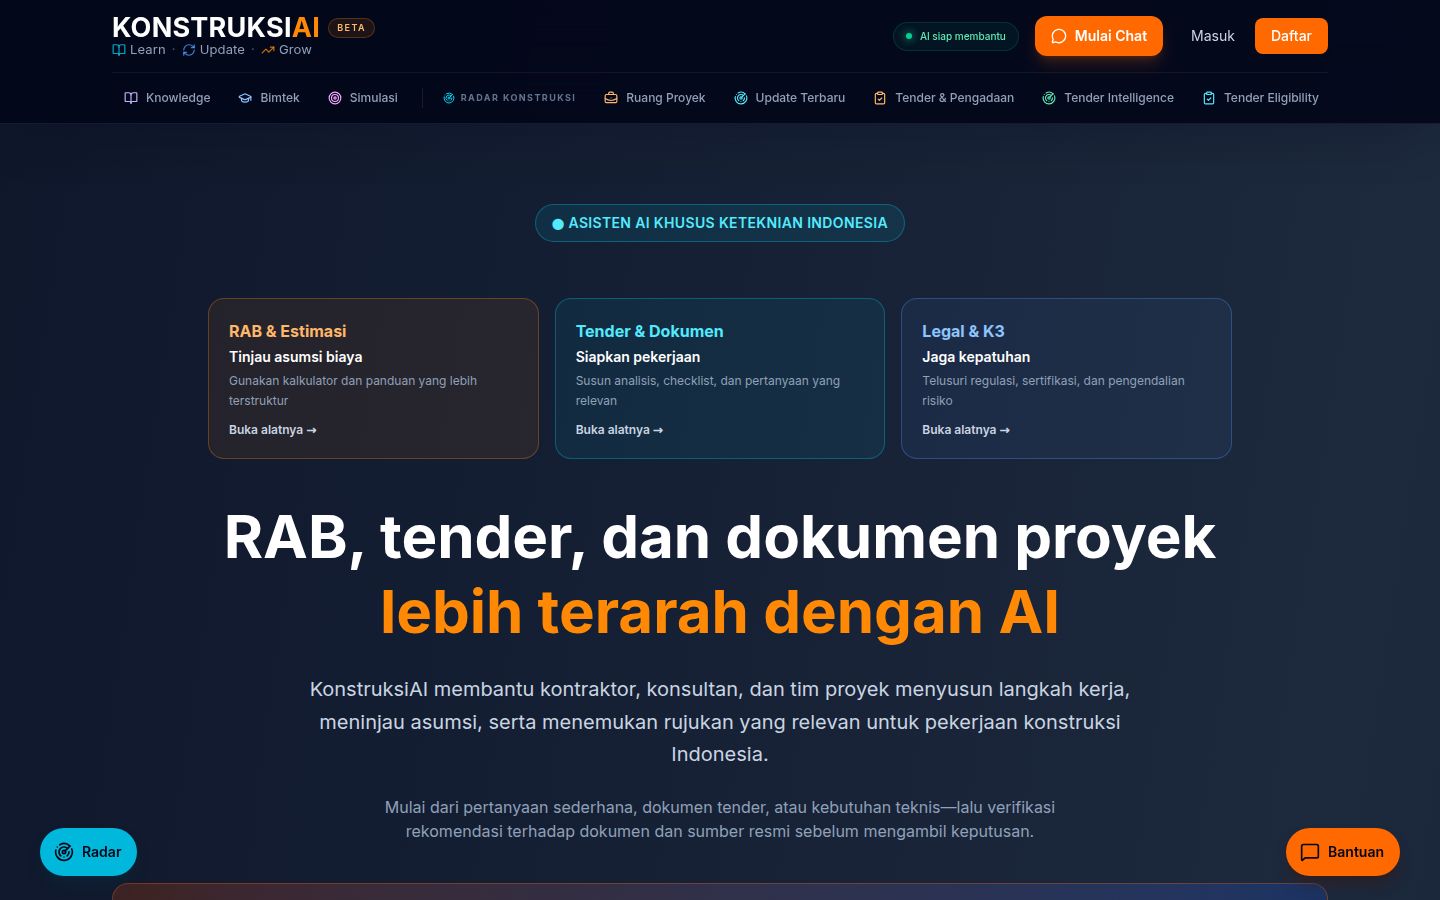 KONSTRUKSIAI BETA
Learn · Update · Grow
AI siap membantu
Mulai Chat
Masuk
Daftar
Knowledge
Bimtek
Simulasi
RADAR KONSTRUKSI
Ruang Proyek
Update Terbaru
Tender & Pengadaan
Tender Intelligence
Tender Eligibility
ASISTEN AI KHUSUS KETEKNIAN INDONESIA
RAB & Estimasi
Tinjau asumsi biaya
Gunakan kalkulator dan panduan yang lebih
terstruktur
Buka alatnya →
Tender & Dokumen
Siapkan pekerjaan
Susun analisis, checklist, dan pertanyaan yang
relevan
Buka alatnya →
Legal & K3
Jaga kepatuhan
Telusuri regulasi, sertifikasi, dan pengendalian
risiko
Buka alatnya →
RAB, tender, dan dokumen proyek
lebih terarah dengan AI
KonstruksiAI membantu kontraktor, konsultan, dan tim proyek menyusun langkah kerja,
meninjau asumsi, serta menemukan rujukan yang relevan untuk pekerjaan konstruksi
Indonesia.
Mulai dari pertanyaan sederhana, dokumen tender, atau kebutuhan teknis—lalu verifikasi
rekomendasi terhadap dokumen dan sumber resmi sebelum mengambil keputusan.
Radar
Bantuan